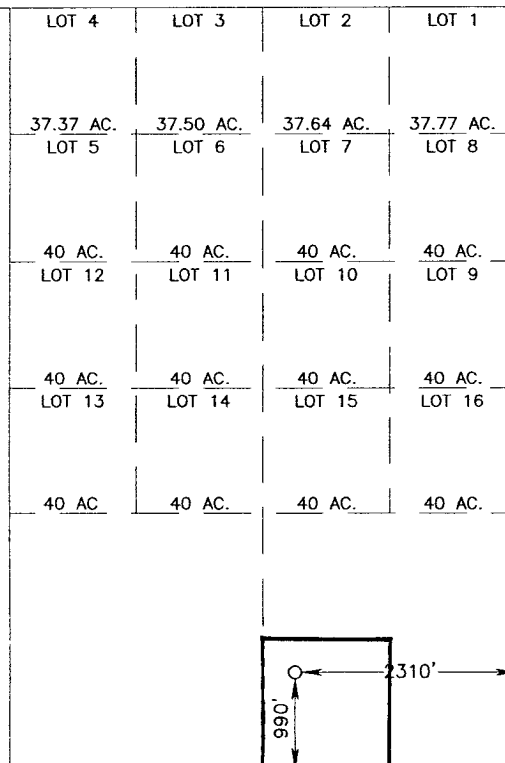 LOT 4 LOT 3 LOT 2 LOT 1
37.37 AC. 37.50 AC. 37.64 AC. 37.77 AC.
LOT 5 LOT 6 LOT 7 LOT 8
40 AC. 40 AC. 40 AC. 40 AC.
LOT 12 LOT 11 LOT 10 LOT 9
40 AC. 40 AC. 40 AC. 40 AC.
LOT 13 LOT 14 LOT 15 LOT 16
40 AC 40 AC. 40 AC. 40 AC.
2310'
990'